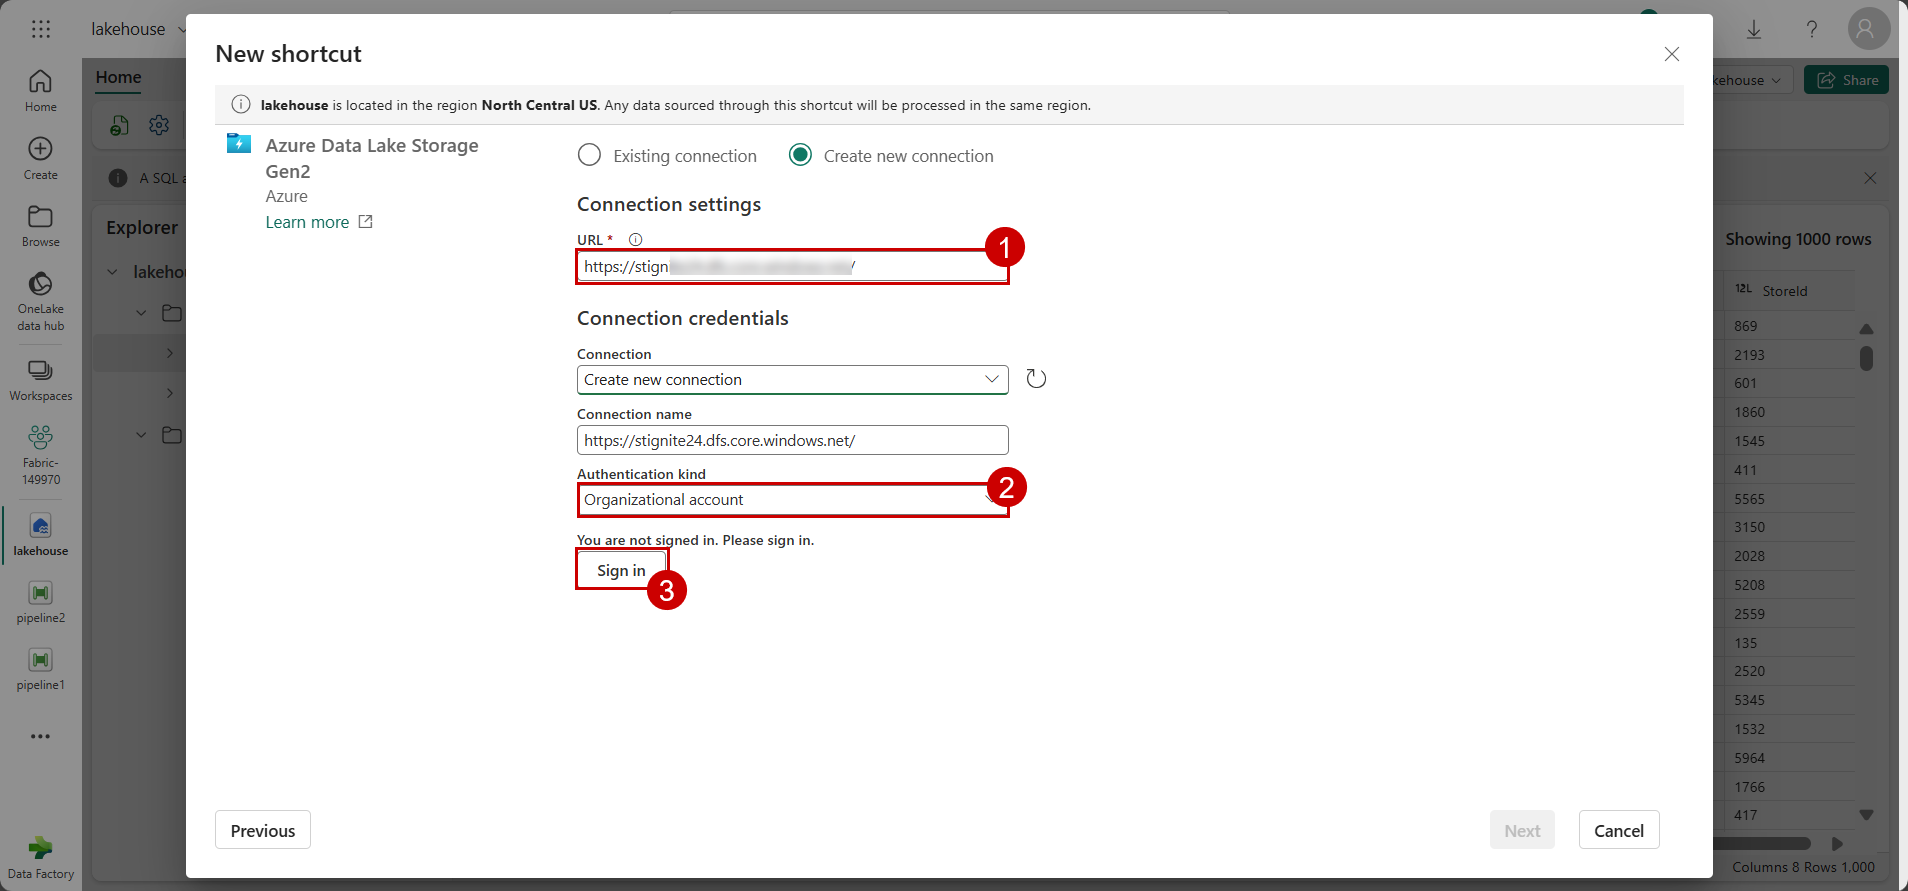 lakehouse
Home
Create
Browse
OneLake
data hub
Workspaces
Fabric-
149970
lakehouse
pipeline2
pipeline1
Data Factory
Home
A SQL
Explorer
New shortcut
lakehouse is located in the region North Central US. Any data sourced through this shortcut will be processed in the same region.
Azure Data Lake Storage
Gen2
Azure
Learn more
Existing connection
Create new connection
Connection settings
URL *
1
https://stign
/
Connection credentials
Connection
Create new connection
Connection name
https://stignite24.dfs.core.windows.net/
Authentication kind
2
Organizational account
You are not signed in. Please sign in.
Sign in
3
Previous
Next
Cancel
?
Share
Showing 1000 rows
12L StoreId
869
2193
601
1860
1545
411
5565
3150
2028
5208
2559
135
2520
5345
1532
5964
1766
417
Columns 8 Rows 1,000